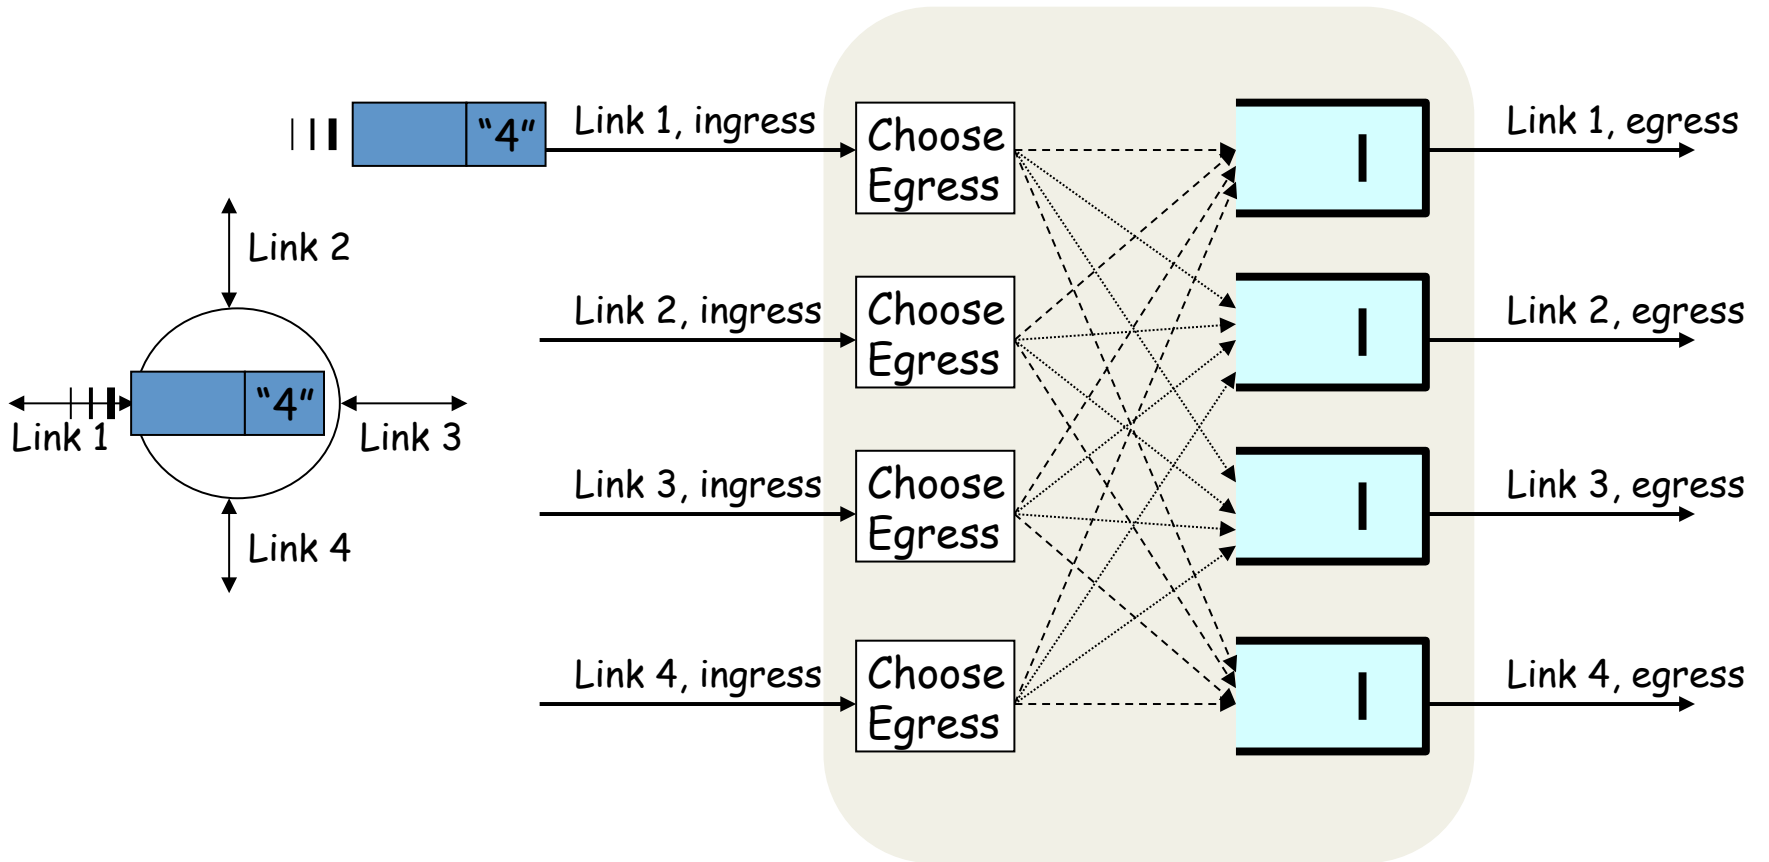 “4”
Link 1, ingress
Choose
Egress
Link 1, egress
Link 2
Link 2, ingress
Choose
Egress
Link 2, egress
“4”
Link 1
Link 3
Link 3, ingress
Choose
Egress
Link 3, egress
Link 4
Link 4, ingress
Choose
Egress
Link 4, egress